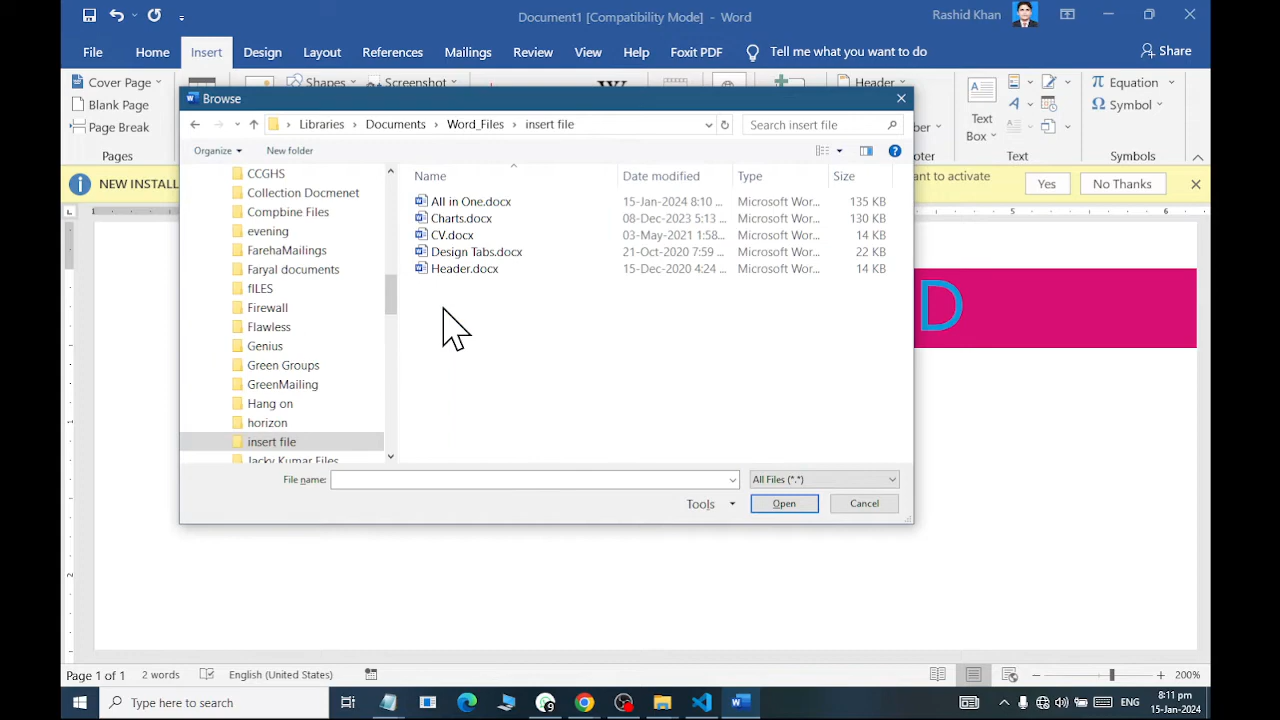 Document1 [Compatibility Mode] - Word
Rashid Khan
File Home Insert Design Layout References Mailings Review View Help Foxit PDF Tell me what you want to do Share
Cover Page
Blank Page
Page Break
Pages
Shapes
Screenshot
Header
Text
Box
Text
π Equation
Ω Symbol
Symbols
NEW INSTALL
ant to activate
Yes
No Thanks
Browse
Libraries > Documents > Word_Files > insert file
Search insert file
Organize
New folder
CCGHS
Collection Docmenet
Compbine Files
evening
FarehaMailings
Faryal documents
fILES
Firewall
Flawless
Genius
Green Groups
GreenMailing
Hang on
horizon
insert file
Jacky Kumar Files
Name Date modified Type Size
All in One.docx 15-Jan-2024 8:10 ... Microsoft Wor... 135 KB
Charts.docx 08-Dec-2023 5:13 ... Microsoft Wor... 130 KB
CV.docx 03-May-2021 1:58... Microsoft Wor... 14 KB
Design Tabs.docx 21-Oct-2020 7:59 ... Microsoft Wor... 22 KB
Header.docx 15-Dec-2020 4:24 ... Microsoft Wor... 14 KB
File name:
All Files (*.*)
Tools
Open
Cancel
1 5 6
D
1
2
Page 1 of 1 2 words English (United States) 200%
Type here to search
ENG
8:11 pm
15-Jan-2024